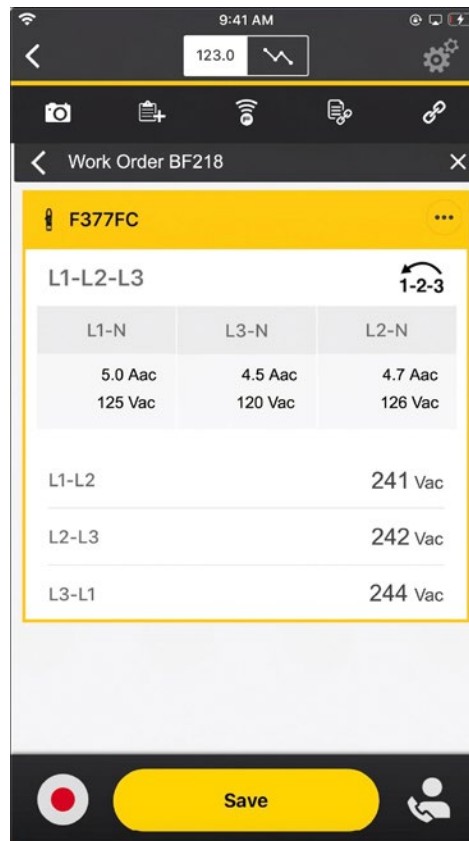 9:41 AM
123.0
Work Order BF218
F377FC
L1-L2-L3
1-2-3
L1-N L3-N L2-N
5.0 Aac 4.5 Aac 4.7 Aac
125 Vac 120 Vac 126 Vac
L1-L2 241 Vac
L2-L3 242 Vac
L3-L1 244 Vac
Save